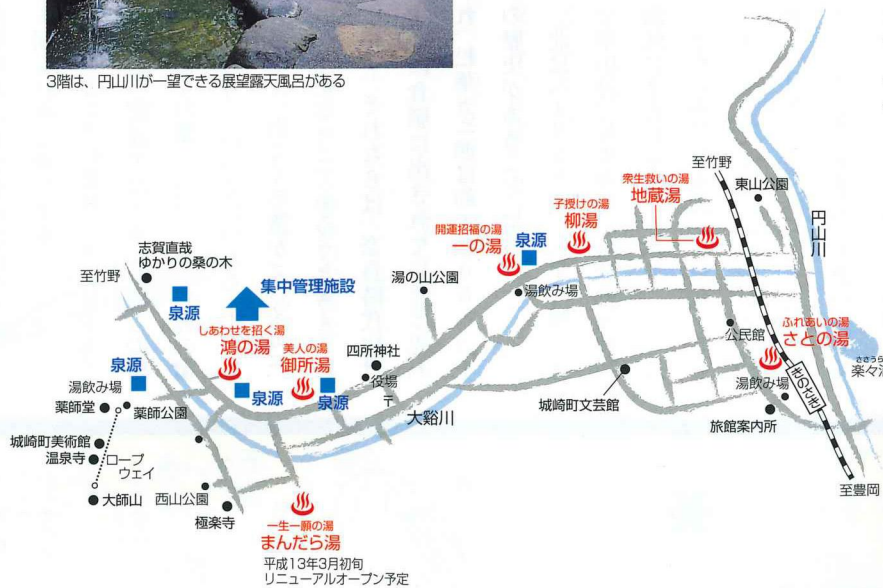 3階は、円山川が一望できる展望露天風呂がある
至竹野
東山公園
円山川
衆生救いの湯
地蔵湯
子授けの湯
柳湯
開運招福の湯
一の湯
泉源
湯飲み場
湯の山公園
志賀直哉
ゆかりの桑の木
至竹野
泉源
集中管理施設
しあわせを招く湯
鴻の湯
美人の湯
御所湯
四所神社
役場
〒
泉源
泉源
泉源
湯飲み場
薬師堂
薬師公園
城崎町美術館
温泉寺
ロープ
ウェイ
大師山
西山公園
極楽寺
一生一願の湯
まんだら湯
平成13年3月初旬
リニューアルオープン予定
大谿川
城崎町文芸館
公民館
ふれあいの湯
さとの湯
湯飲み場
旅館案内所
きのさき
ささうら
楽々
至豊岡